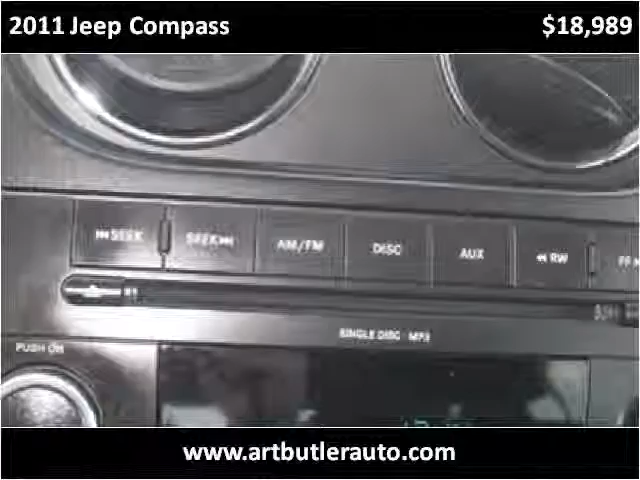 2011 Jeep Compass $18,989
SEEK SEEK AM/FM DISC AUX RW FF
SINGLE DISC MP3
PUSH ON
www.artbutlerauto.com